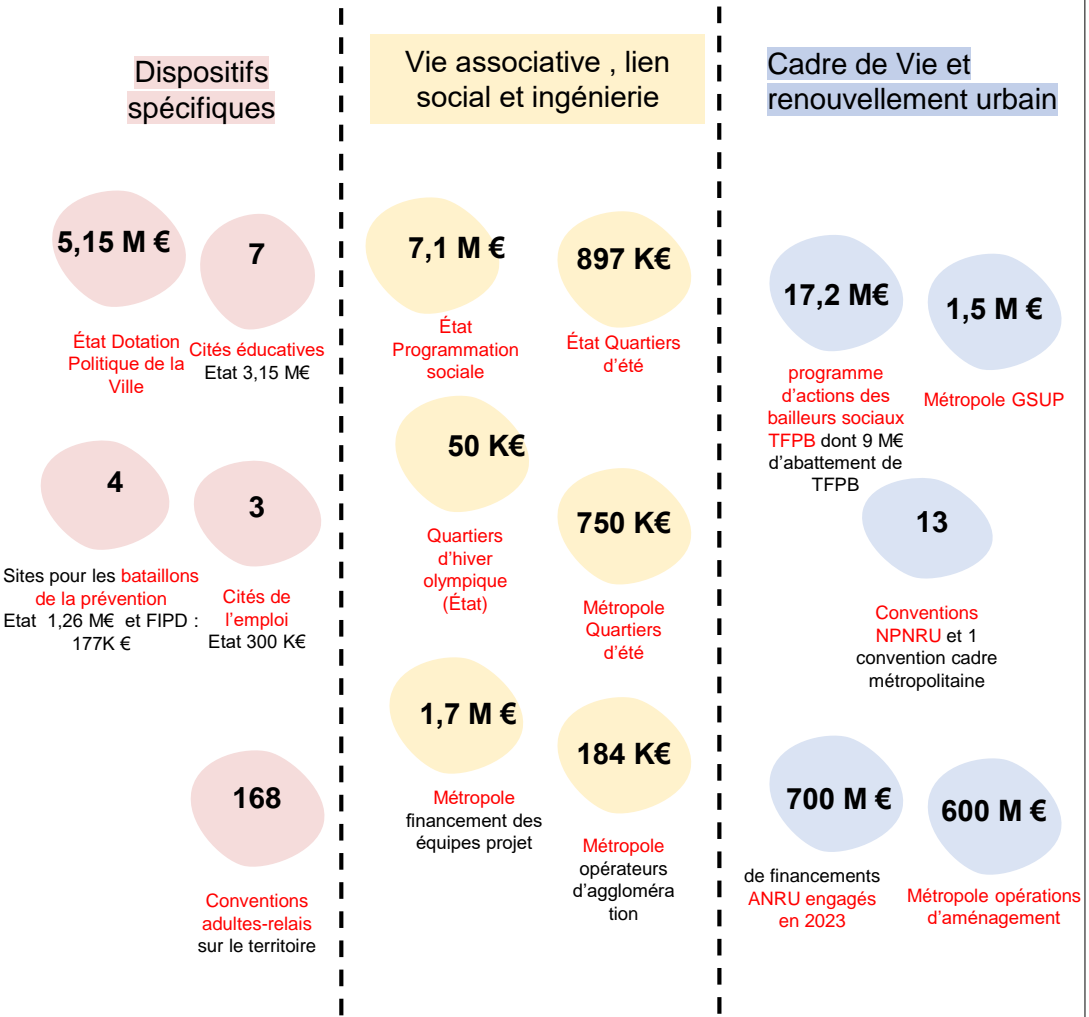 Dispositifs
spécifiques
5,15 M €
État Dotation
Politique de la
Ville
7
Cités éducatives
Etat 3,15 M€
4
Sites pour les bataillons
de la prévention
Etat 1,26 M€ et FIPD :
177K €
3
Cités de
l'emploi
Etat 300 K€
168
Conventions
adultes-relais
sur le territoire
Vie associative , lien
social et ingénierie
7,1 M €
État
Programmation
sociale
897 K€
État Quartiers
d'été
50 K€
Quartiers
d'hiver
olympique
(État)
750 K€
Métropole
Quartiers
d'été
1,7 M €
Métropole
financement des
équipes projet
184 K€
Métropole
opérateurs
d'aggloméra
tion
Cadre de Vie et
renouvellement urbain
17,2 M€
programme
d'actions des
bailleurs sociaux
TFPB dont 9 M€
d'abattement de
TFPB
1,5 M €
Métropole GSUP
13
Conventions
NPNRU et 1
convention cadre
métropolitaine
700 M €
de financements
ANRU engagés
en 2023
600 M €
Métropole opérations
d'aménagement